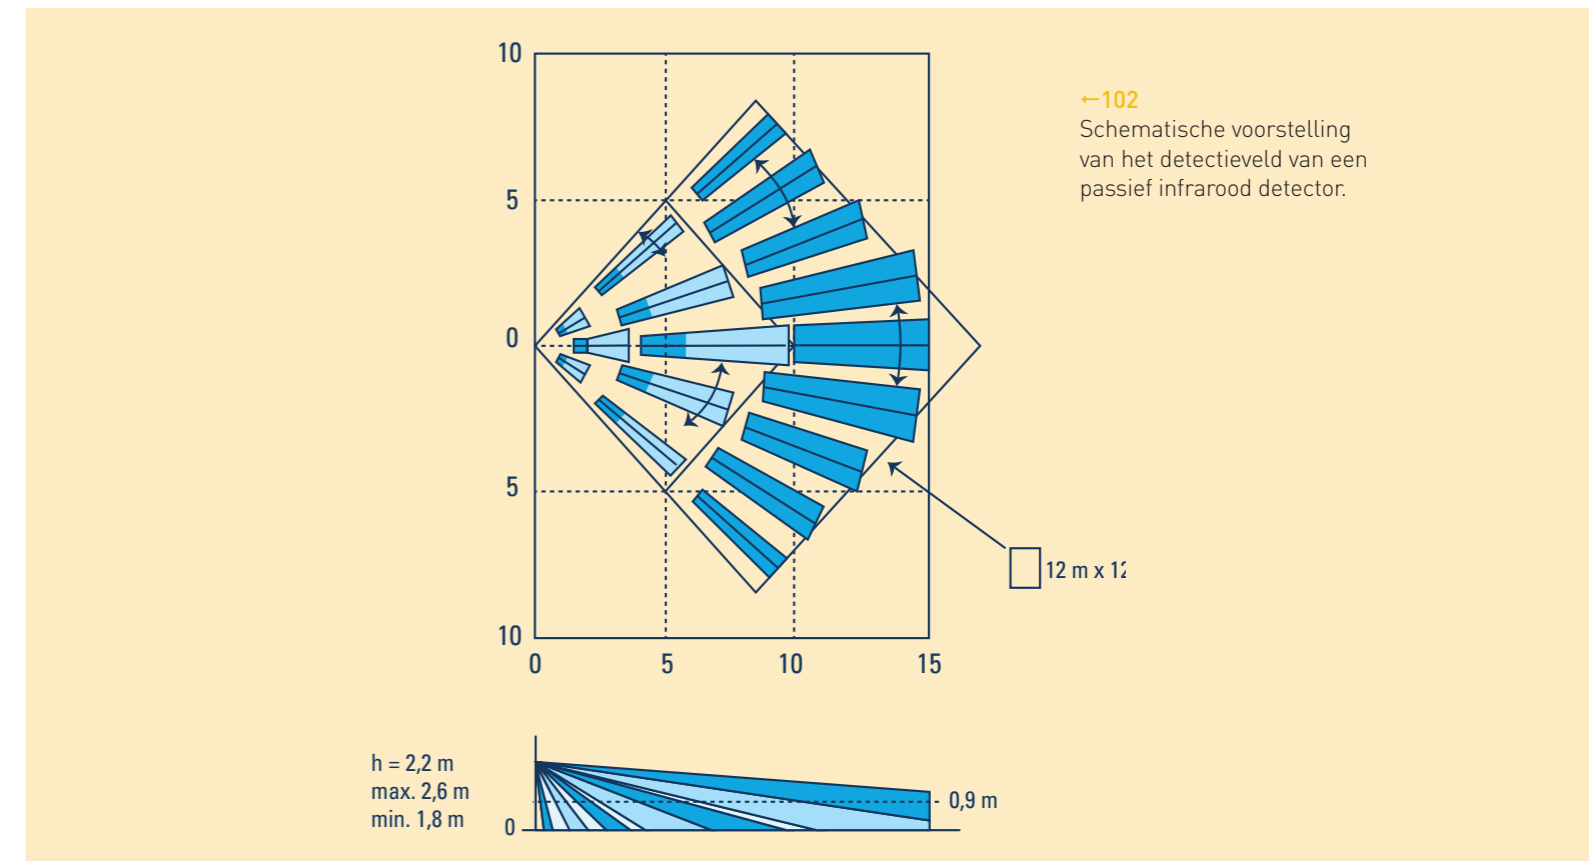 10
5
0
5
10
0 5 10 15
←102
Schematische voorstelling
van het detectieveld van een
passief infrarood detector.
12 m x 12
h = 2,2 m
max. 2,6 m
min. 1,8 m
0
0,9 m